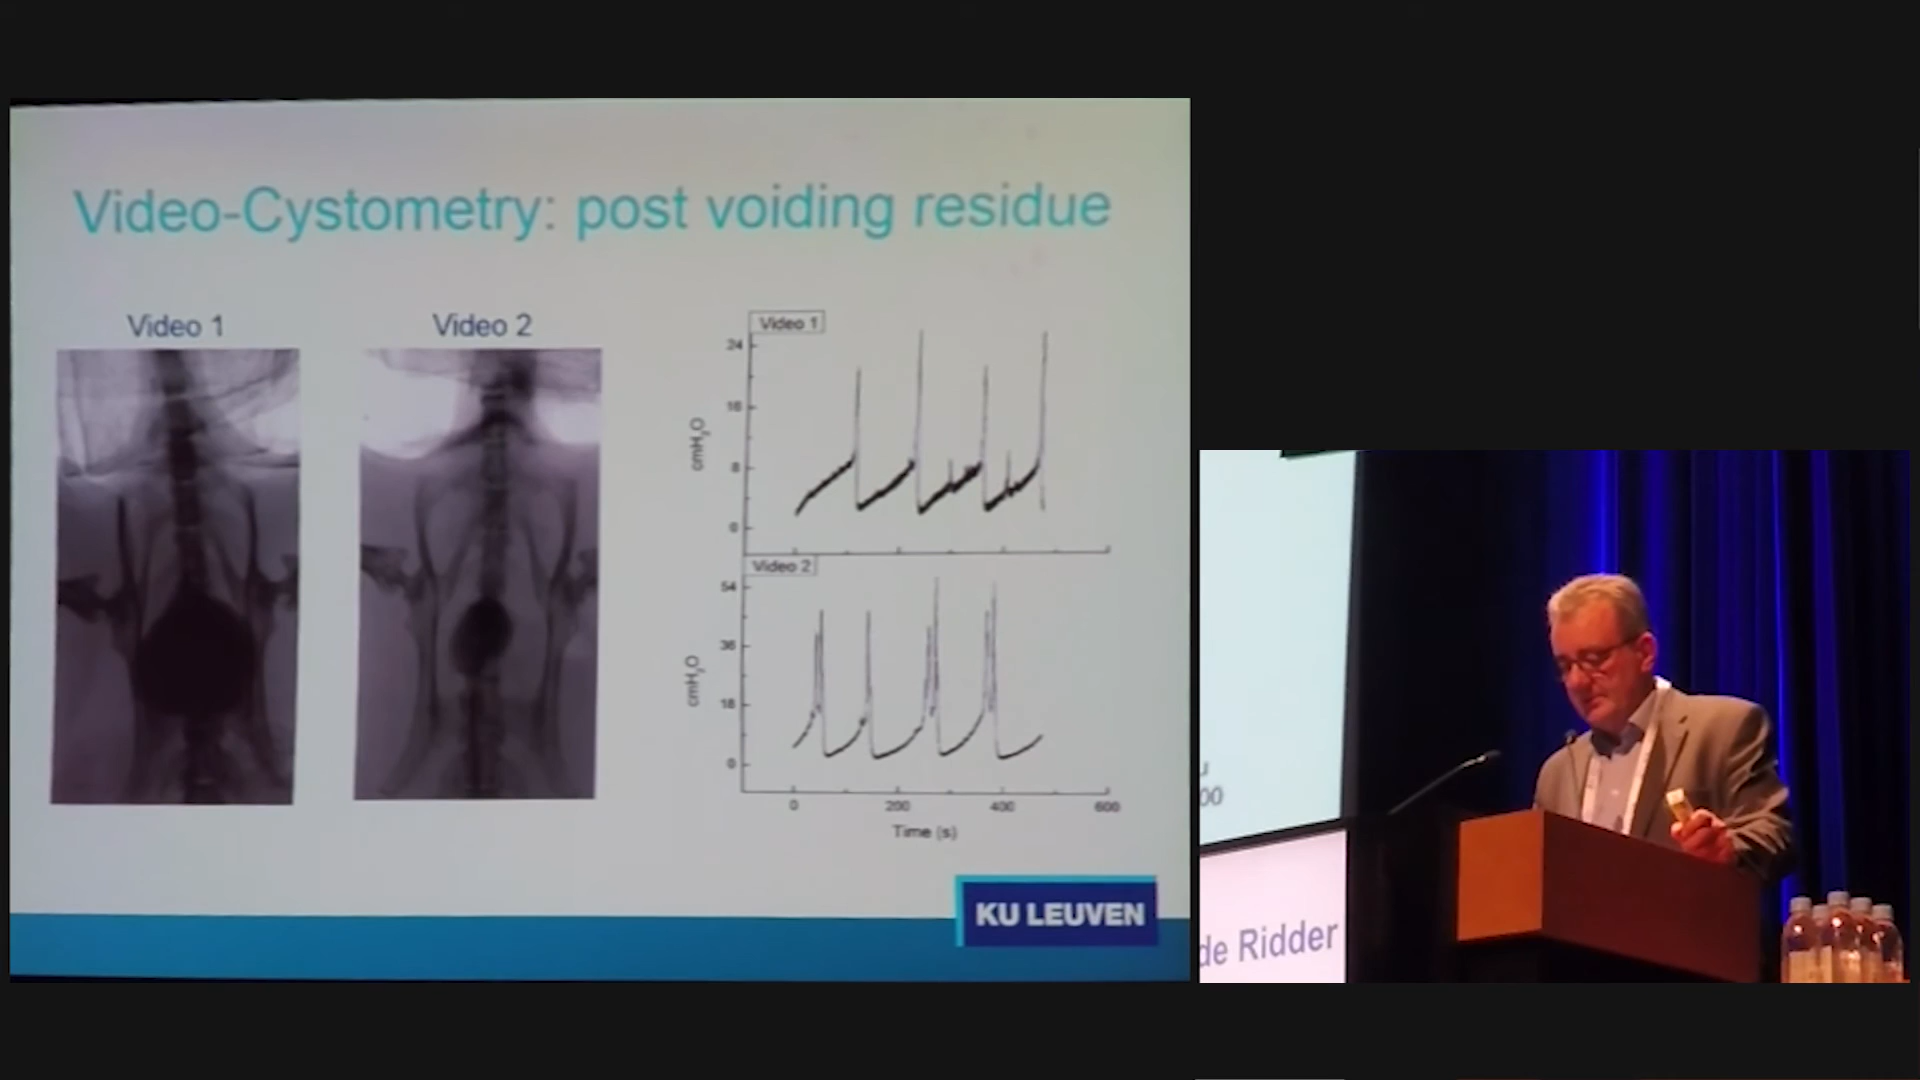 Video-Cystometry: post voiding residue
Video 1
Video 2
Video 1
24
16
8
0
cmH2O
Video 2
54
36
18
0
cmH2O
0
200
400
600
Time (s)
KU LEUVEN
00
de Ridder